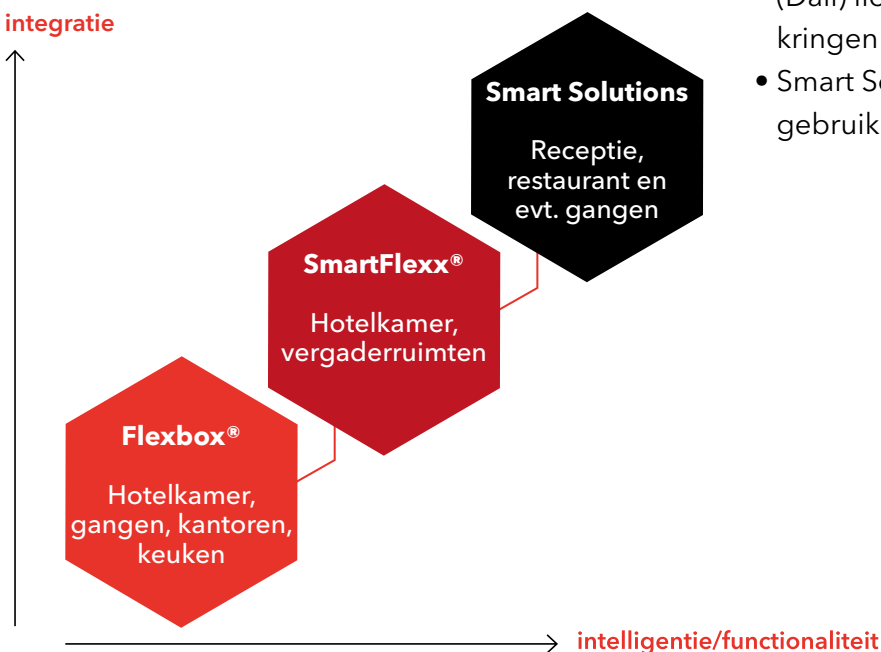 integratie
kringen
• Smart
gebruik
Smart Solutions
Receptie,
restaurant en
evt. gangen
SmartFlexx®
Hotelkamer,
vergaderruimten
Flexbox®
Hotelkamer,
gangen, kantoren,
keuken
intelligentie/functionaliteit